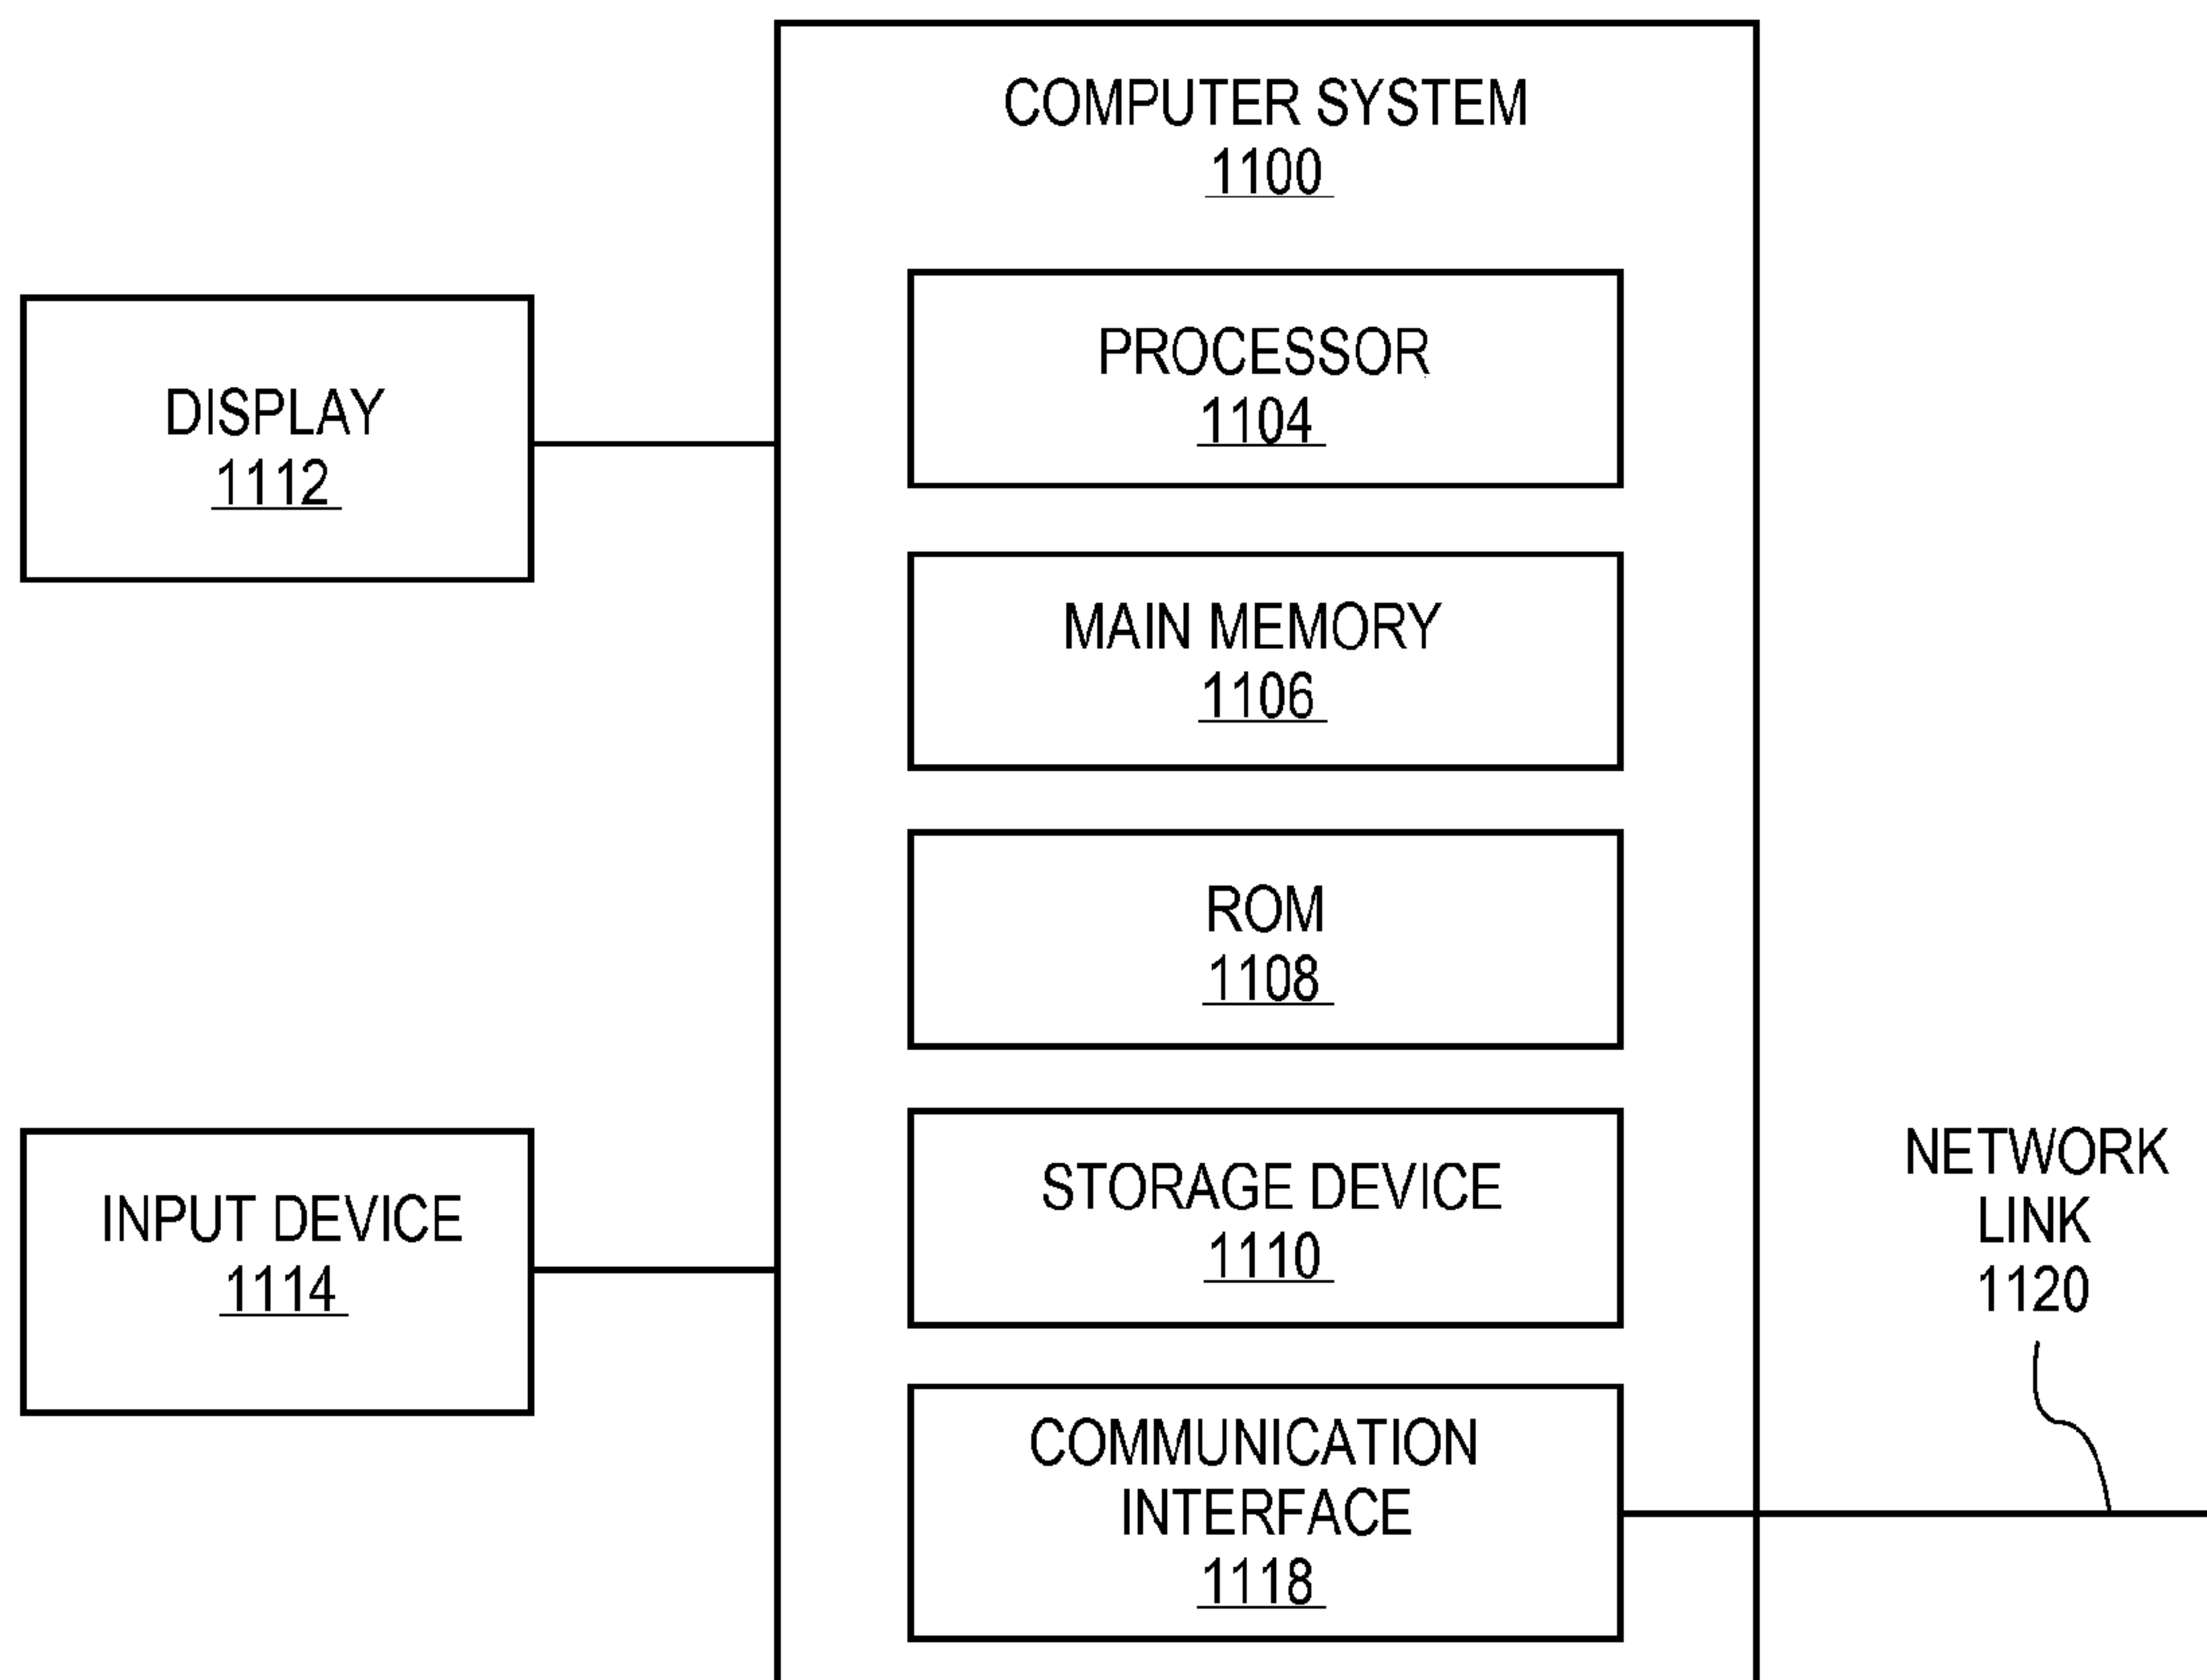 COMPUTER SYSTEM
1100
PROCESSOR
1104
DISPLAY
1112
MAIN MEMORY
1106
ROM
1108
STORAGE DEVICE
1110
INPUT DEVICE
1114
NETWORK
LINK
1120
COMMUNICATION
INTERFACE
1118